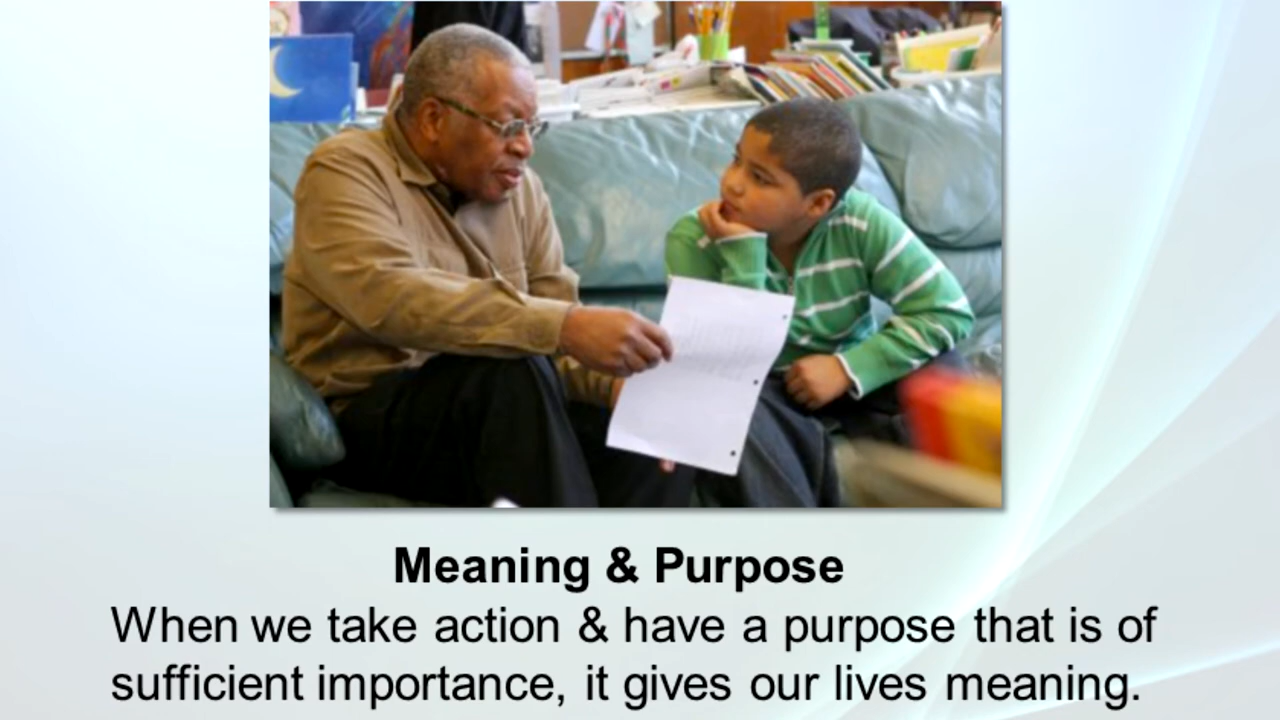 Meaning & Purpose
When we take action & have a purpose that is of
sufficient importance, it gives our lives meaning.